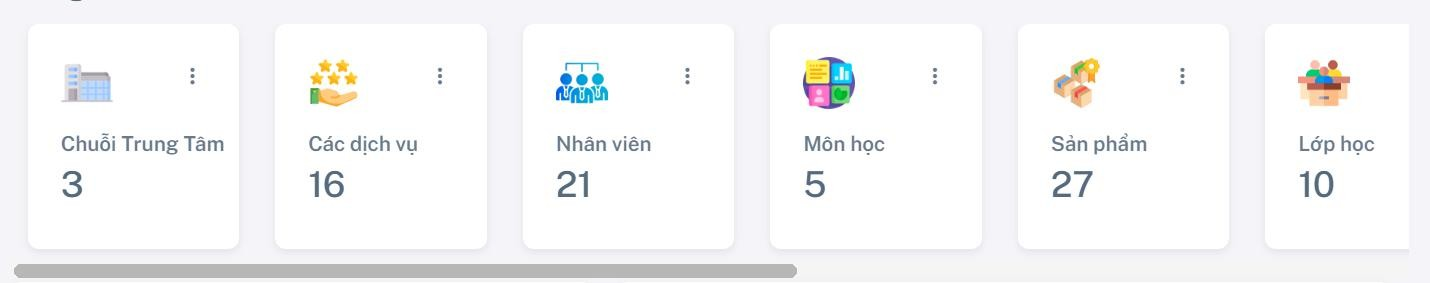 Chuỗi Trung Tâm
3
Các dịch vụ
16
Nhân viên
21
Môn học
5
Sản phẩm
27
Lớp học
10